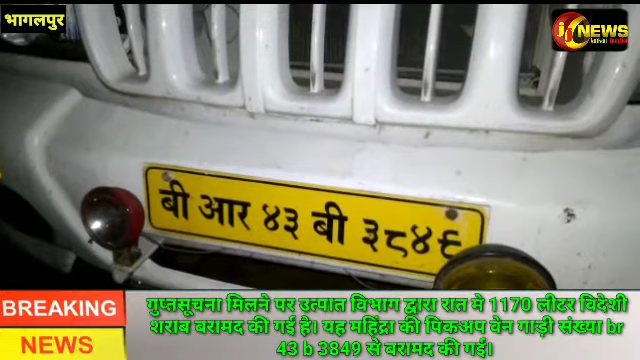 भागलपुर
NEWS
बी आर ४३ बी ३८४९
BREAKING
NEWS
गुप्तसूचना मिलने पर उत्पात विभाग द्वारा रात मे 1170 लीटर विदेशी
शराब बरामद की गई है। यह महिंद्रा की पिकअप वेन गाड़ी संख्या br
43 b 3849 से बरामद की गई।